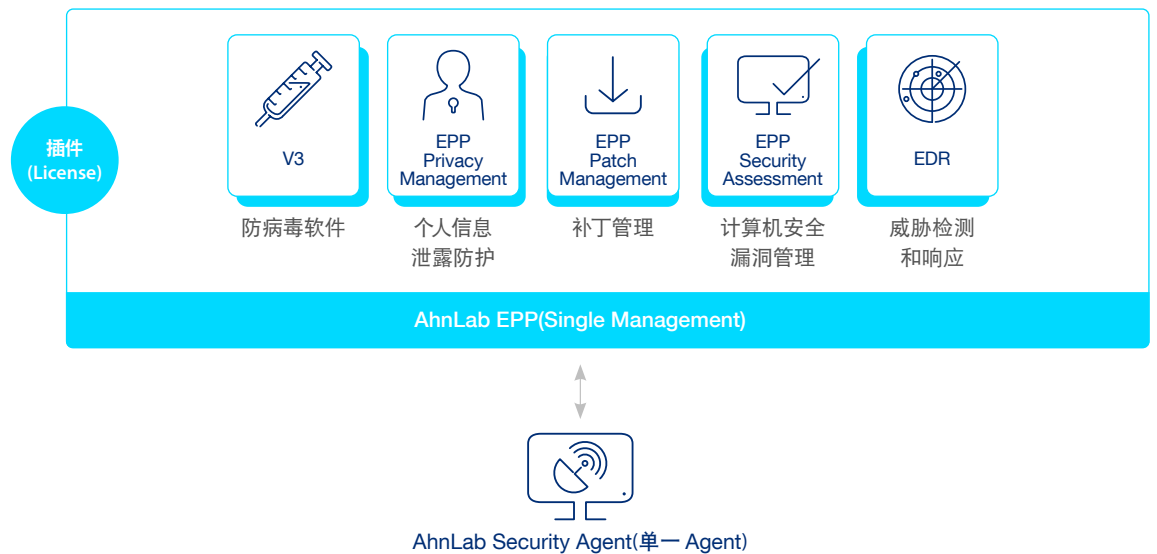 插件
(License)
V3
EPP
Privacy
Management
EPP
Patch
Management
EPP
Security
Assessment
EDR
防病毒软件
个人信息
泄露防护
补丁管理
计算机安全
漏洞管理
威胁检测
和响应
AhnLab EPP(Single Management)
AhnLab Security Agent(单一 Agent)